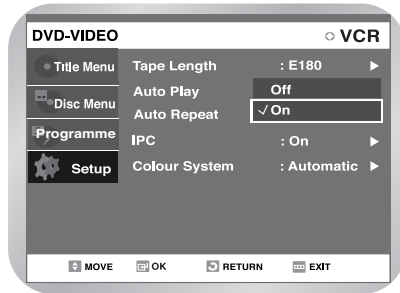 DVD-VIDEO VCR
Title Menu
Disc Menu
Programme
Setup
Tape Length : E180
Auto Play Off
Auto Repeat ✓On
IPC : On
Colour System : Automatic
MOVE OK RETURN EXIT